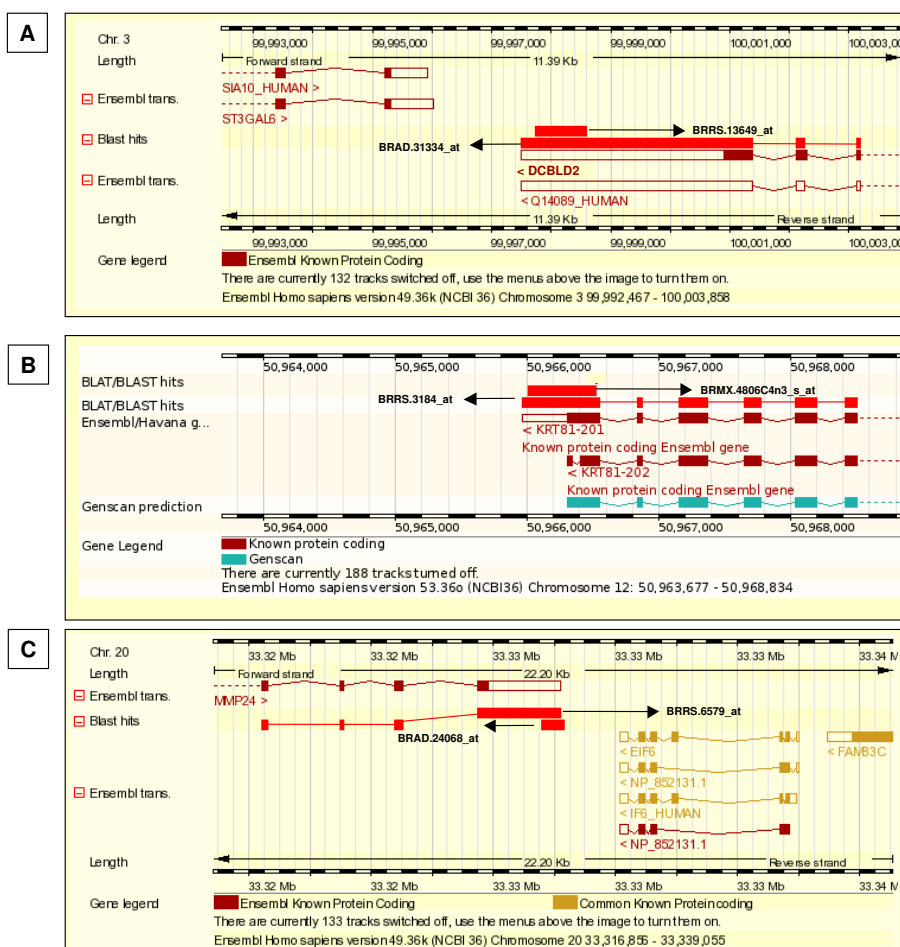 A
Chr. 3
99,993,000 99,995,000 99,997,000 99,999,000 100,001,000 100,003,0
Length Forward strand 11.39 Kb
SIA10_HUMAN >
Ensembl trans.
ST3GAL6 >
BRRS.13649_at
Blast hits
BRAD.31334_at
< DCBLD2
Ensembl trans.
< Q14089_HUMAN
Length 11.39 Kb Reverse strand
99,993,000 99,995,000 99,997,000 99,999,000 100,001,000 100,003,0
Gene legend Ensembl Known Protein Coding
There are currently 132 tracks switched off, use the menus above the image to turn them on.
Ensembl Homo sapiens version 49.36k (NCBI 36) Chromosome 3 99,992,467 - 100,003,858
B
50,964,000 50,965,000 50,966,000 50,967,000 50,968,000
BLAT/BLAST hits
BRMX.4806C4n3_s_at
BRRS.3184_at
BLAT/BLAST hits
Ensembl/Havana g...
< KRT81-201
Known protein coding Ensembl gene
< KRT81-202
Known protein coding Ensembl gene
Genscan prediction
50,964,000 50,965,000 50,966,000 50,967,000 50,968,000
Gene Legend Known protein coding
Genscan
There are currently 188 tracks turned off.
Ensembl Homo sapiens version 53.36o (NCBI36) Chromosome 12: 50,963,677 - 50,968,834
C
Chr. 20
33.32 Mb 33.32 Mb 33.33 Mb 33.33 Mb 33.33 Mb 33.34 M
Length Forward strand 22.20 Kb
Ensembl trans.
MMP24 >
BRRS.6579_at
Blast hits
BRAD.24068_at
< EIF6 < FAM83C
< NP_852131.1
Ensembl trans.
< IF6_HUMAN
< NP_852131.1
Length 22.20 Kb Reverse strand
33.32 Mb 33.32 Mb 33.33 Mb 33.33 Mb 33.33 Mb 33.34 M
Gene legend Ensembl Known Protein Coding Common Known Protein coding
There are currently 133 tracks switched off, use the menus above the image to turn them on.
Ensembl Homo sapiens version 49.36k (NCBI 36) Chromosome 20 33,316,856 - 33,339,055